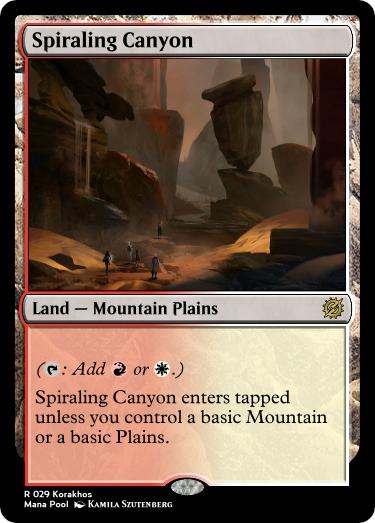 Spiraling Canyon
Land — Mountain Plains
(: Add or .)
Spiraling Canyon enters tapped
unless you control a basic Mountain
or a basic Plains.
R 029 Korakhos
Mana Pool Kamila Szutenberg